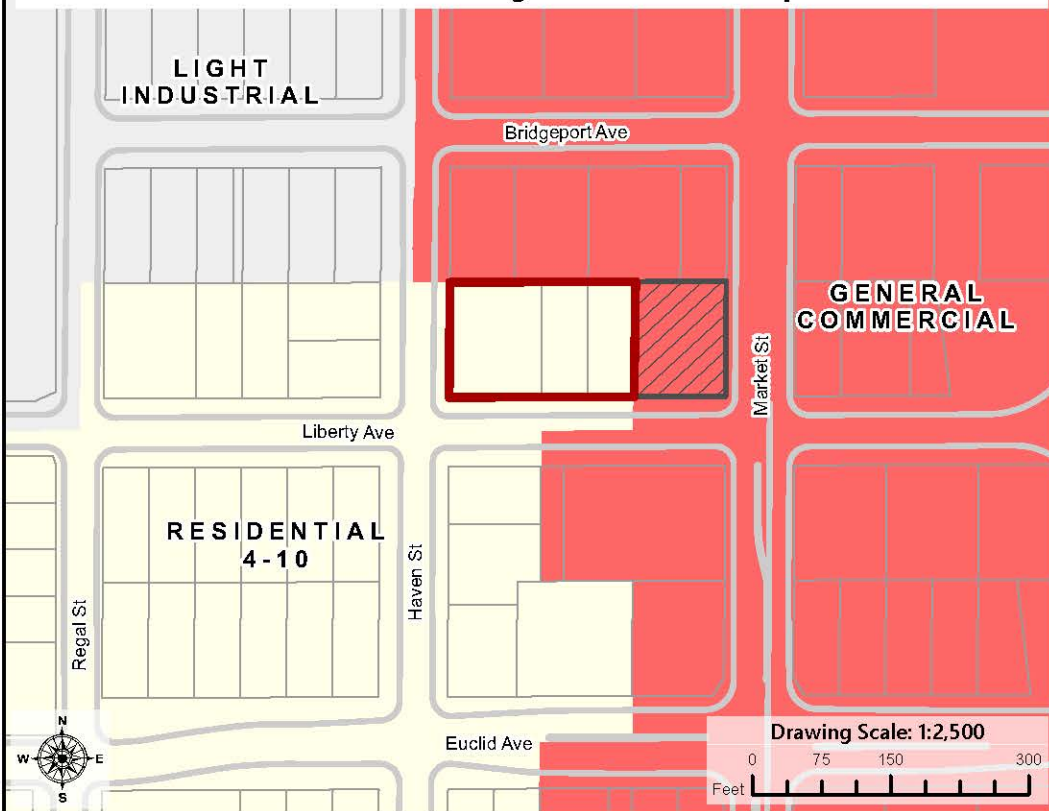 LIGHT
INDUSTRIAL
Bridgeport Ave
GENERAL
COMMERCIAL
Market St
Liberty Ave
RESIDENTIAL
4-10
Haven St
Regal St
Euclid Ave
N
W
E
S
Drawing Scale: 1:2,500
0 75 150 300
Feet